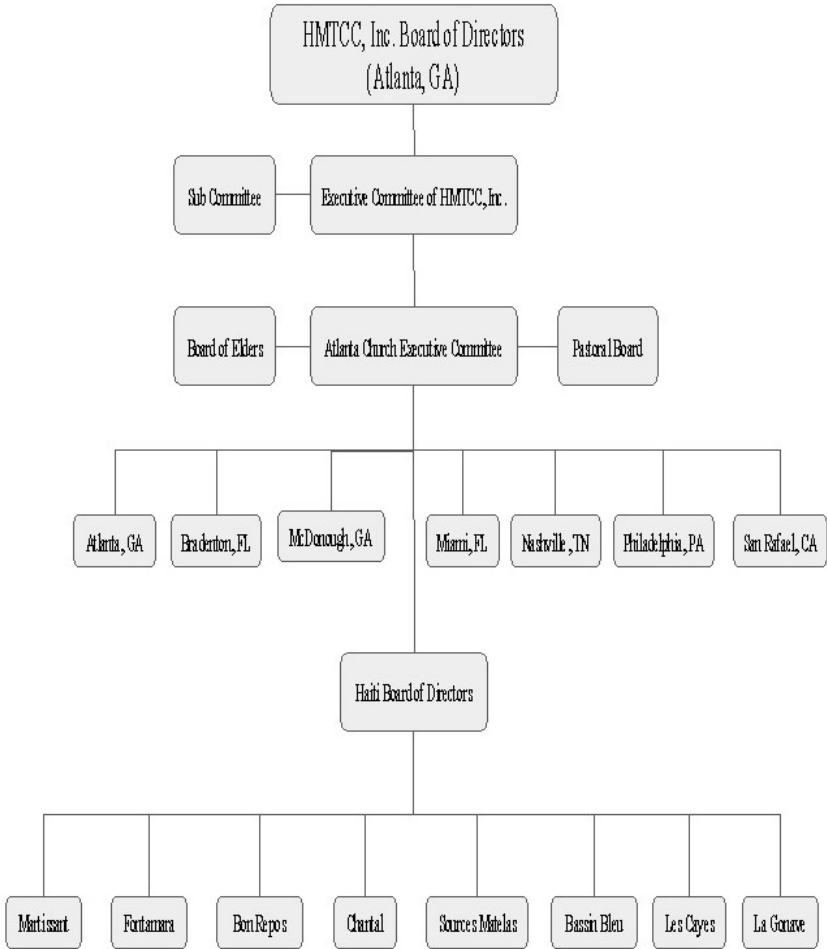 HMTCC, Inc. Board of Directors
(Atlanta, GA)
Sub Committee
Executive Committee of HMTCC, Inc.
Board of Elders
Atlanta Church Executive Committee
Pastoral Board
Atlanta, GA
Bradenton, FL
McDonough, GA
Miami, FL
Nashville, TN
Philadelphia, PA
San Rafael, CA
Haiti Board of Directors
Martissant
Fontamara
Bon Repos
Chantal
Sources Matelas
Bassin Bleu
Les Cayes
La Gonave